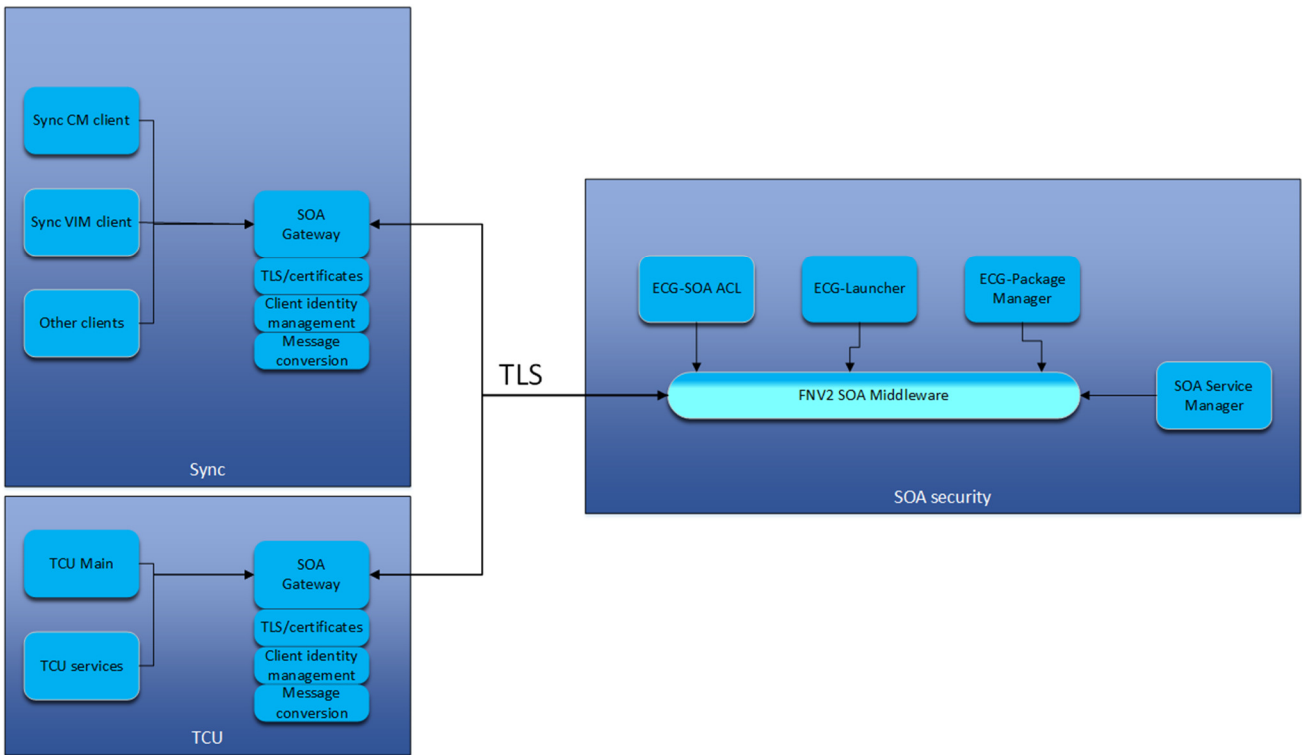 Sync CM client
Sync VIM client
Other clients
SOA
Gateway
TLS/certificates
Client identity
management
Message
conversion
Sync
TCU Main
TCU services
SOA
Gateway
TLS/certificates
Client identity
management
Message
conversion
TCU
TLS
ECG-SOA ACL
ECG-Launcher
ECG-Package
Manager
FNV2 SOA Middleware
SOA Service
Manager
SOA security